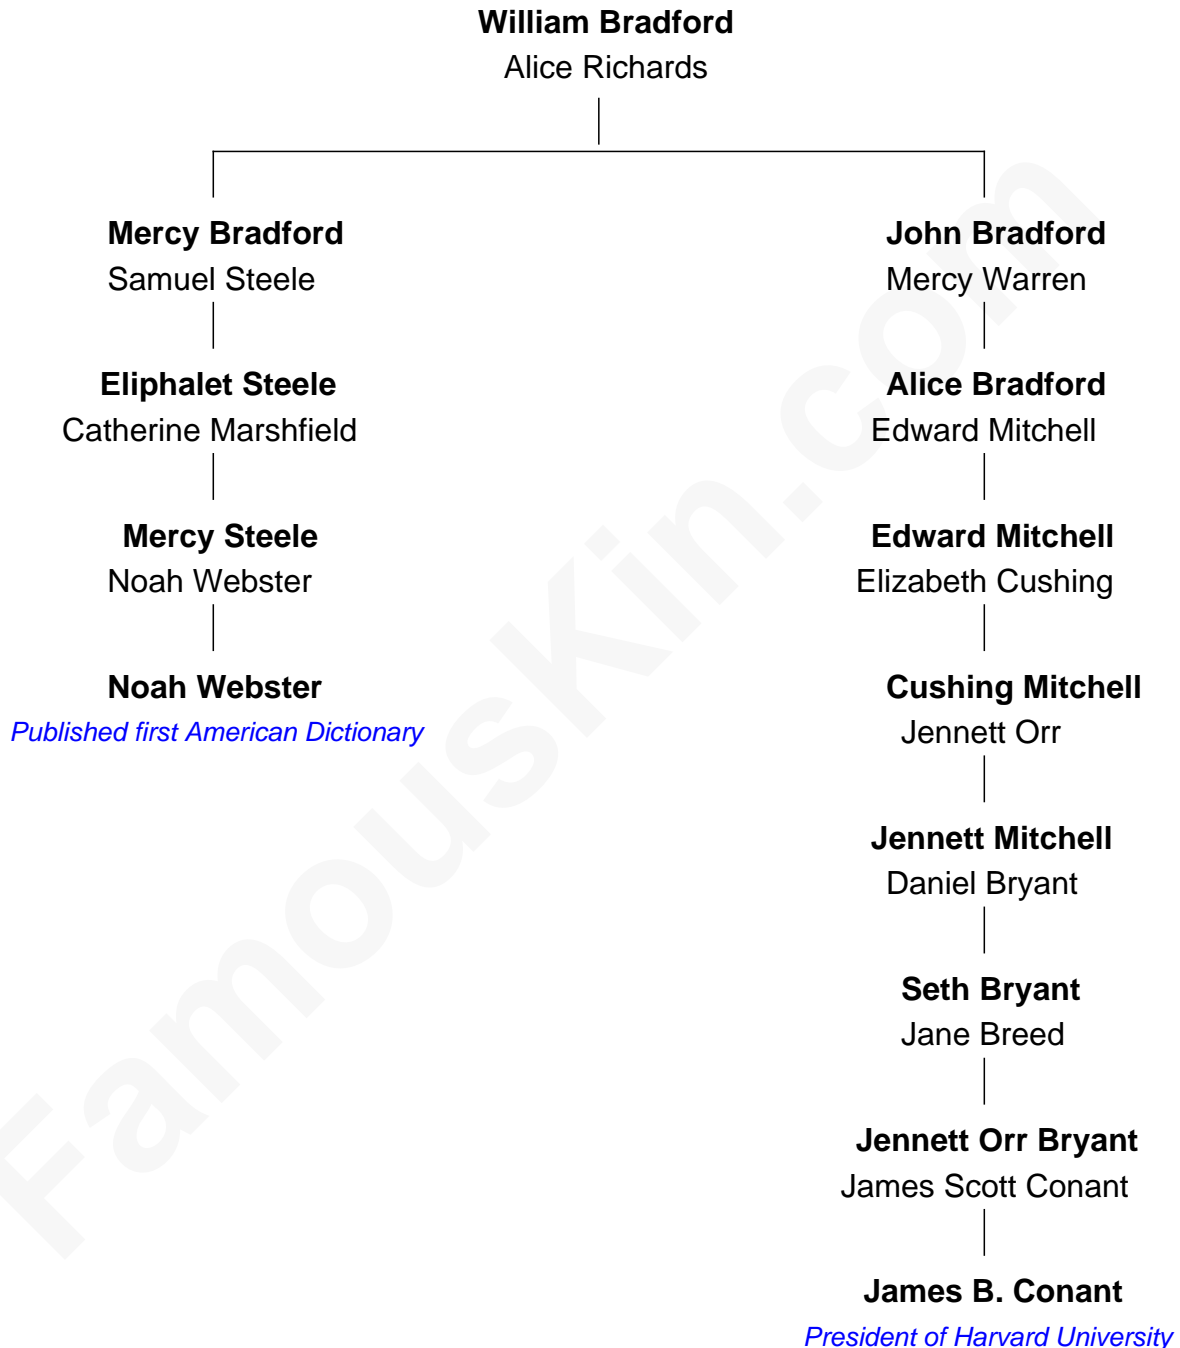 William Bradford
Alice Richards
Mercy Bradford
Samuel Steele
Eliphalet Steele
Catherine Marshfield
Mercy Steele
Noah Webster
Noah Webster
Published first American Dictionary
John Bradford
Mercy Warren
Alice Bradford
Edward Mitchell
Edward Mitchell
Elizabeth Cushing
Cushing Mitchell
Jennett Orr
Jennett Mitchell
Daniel Bryant
Seth Bryant
Jane Breed
Jennett Orr Bryant
James Scott Conant
James B. Conant
President of Harvard University
FamousKin.com